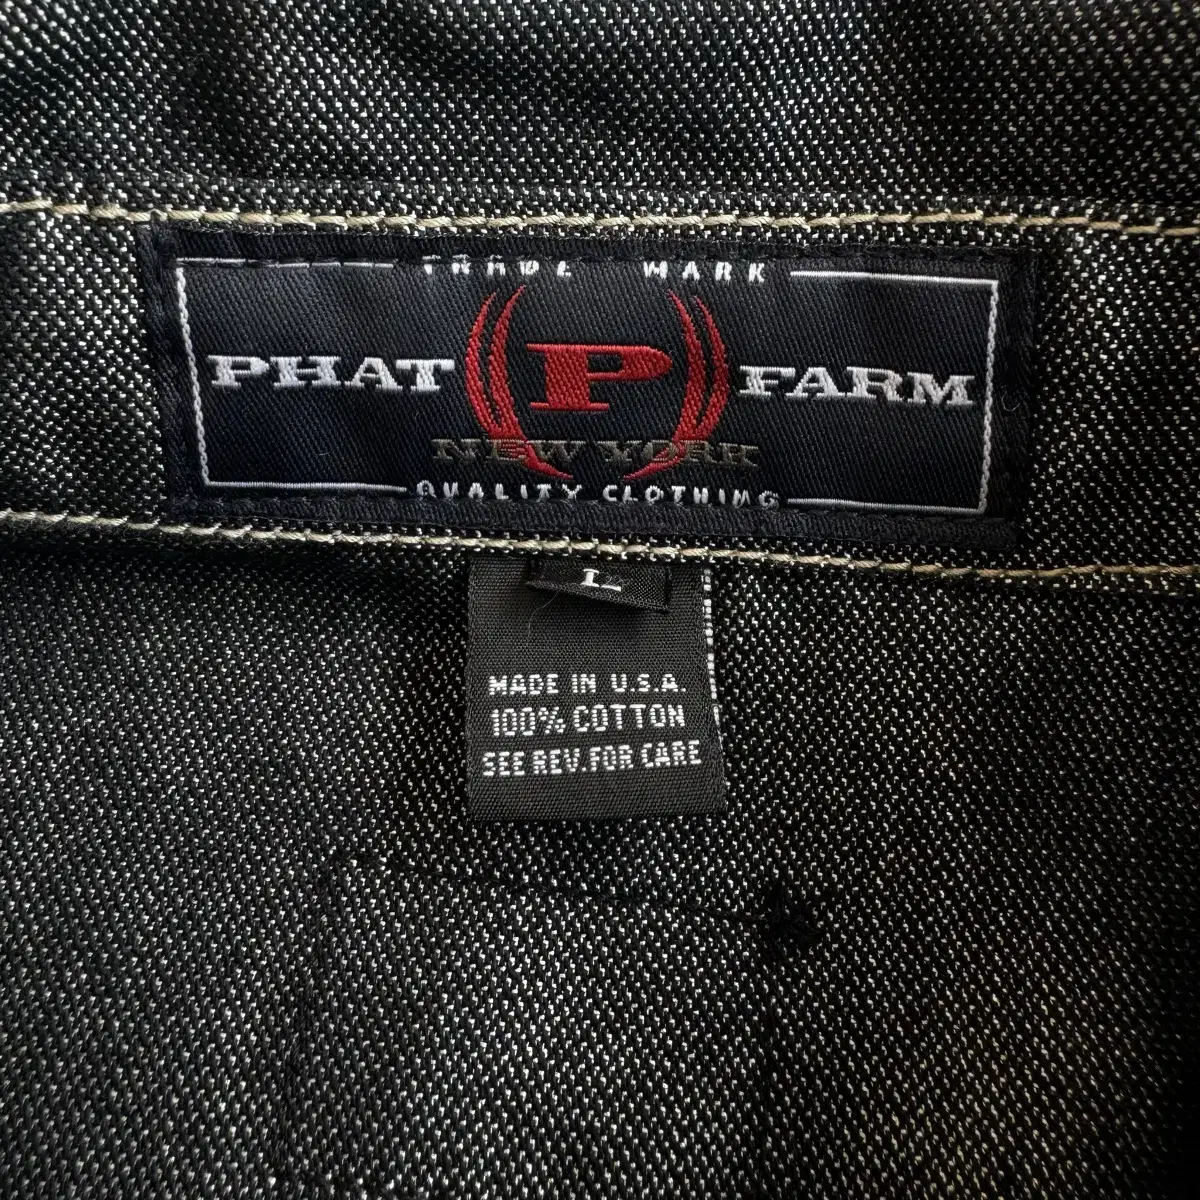 TRADE MARK
PHAT P FARM
NEW YORK
QUALITY CLOTHING
L
MADE IN U.S.A.
100% COTTON
SEE REV. FOR CARE